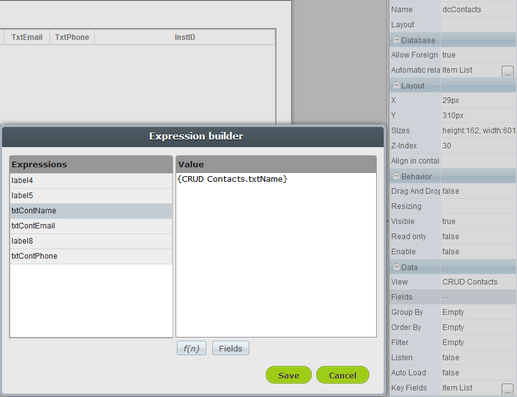 Name dcContacts
Layout
Database
Allow Foreign true
Automatic rela Item List ...
Layout
X 29px
Y 310px
Sizes height:162, width:601
Z-Index 30
Align in contai
Behavior
Drag And Drop false
Resizing
Visible true
Read only false
Enable false
Data
View CRUD Contacts
Fields --
Group By Empty
Order By Empty
Filter Empty
Listen false
Auto Load false
Key Fields Item List ...
TxtEmail TxtPhone InstID
Expression builder
Expressions Value
label4 {CRUD Contacts.txtName}
label5
txtContName
txtContEmail
label8
txtContPhone
f(n) Fields
Save Cancel